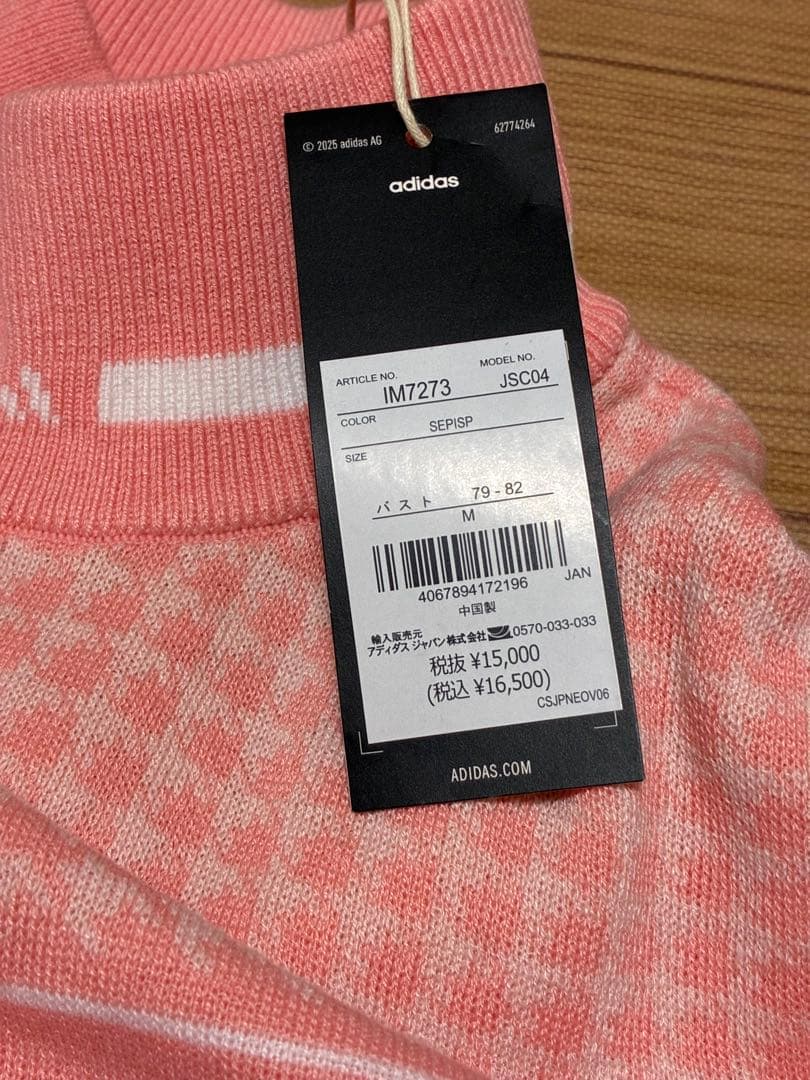 © 2025 adidas AG
62774264
adidas
ARTICLE NO. IM7273
MODEL NO. JSC04
COLOR SEPISP
SIZE
バスト 79 - 82
M
4067894172196 JAN
中国製
輸入販売元
アディダス ジャパン株式会社 0570-033-033
税抜 ¥15,000
(税込 ¥16,500)
CSJPNEOV06
ADIDAS.COM